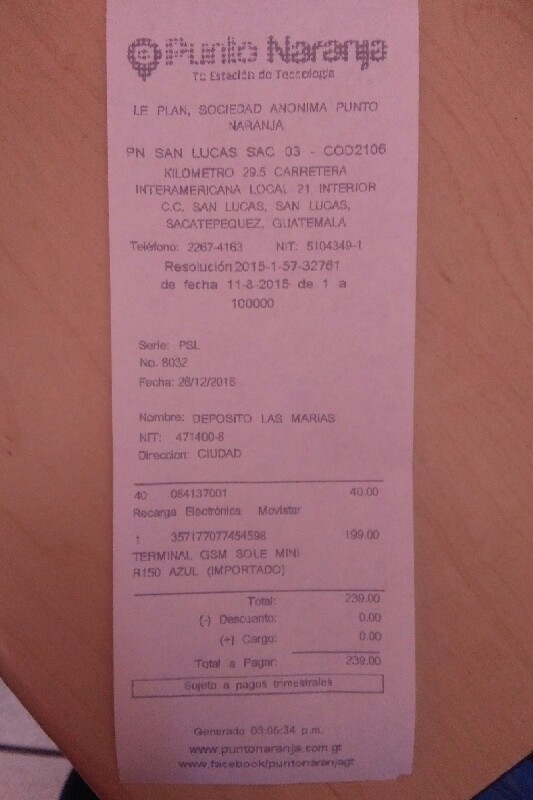 Punto Naranja
Tu Estación de Tecnología
LE PLAN, SOCIEDAD ANONIMA PUNTO
NARANJA
PN SAN LUCAS SAC 03 - COD2106
KILOMETRO 29.5 CARRETERA
INTERAMERICANA LOCAL 21 INTERIOR
C.C. SAN LUCAS, SAN LUCAS,
SACATEPEQUEZ, GUATEMALA
Teléfono: 2267-4163 NIT: 5104349-1
Resolución 2015-1-57-32761
de fecha 11-8-2015 de 1 a
100000
Serie: PSL
No. 8032
Fecha: 26/12/2016
Nombre: DEPOSITO LAS MARIAS
NIT: 471400-8
Direccion: CIUDAD
40 064137001 40.00
Recarga Electrónica Movistar
1 357177077454598 199.00
TERMINAL GSM SOLE MINI
R150 AZUL (IMPORTADO)
Total: 239.00
(-) Descuento: 0.00
(+) Cargo: 0.00
Total a Pagar: 239.00
Sujeto a pagos trimestrales
Generado 05:06:34 p.m.
www.puntonaranja.com.gt
www.facebook/puntonaranjagt